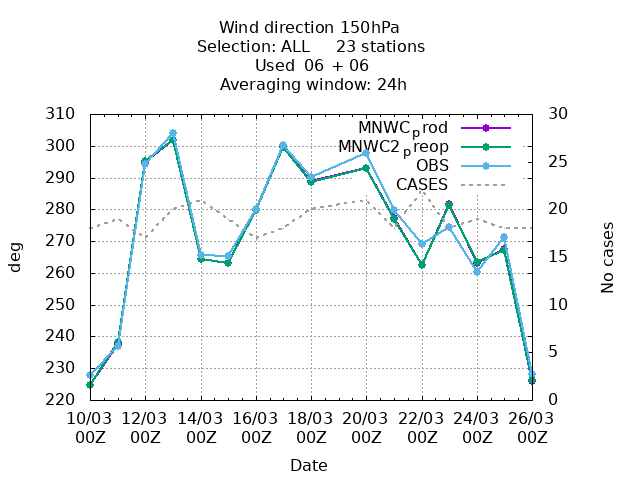 Wind direction 150hPa
Selection: ALL 23 stations
Used 06 + 06
Averaging window: 24h
310 30
MNWCprod
300
MNWC2preop
290 25
OBS
CASES
280 20
270
260 15
250 10
240
230 5
220 0
deg
No cases
10/03 12/03 14/03 16/03 18/03 20/03 22/03 24/03 26/03
00Z 00Z 00Z 00Z 00Z 00Z 00Z 00Z 00Z
Date